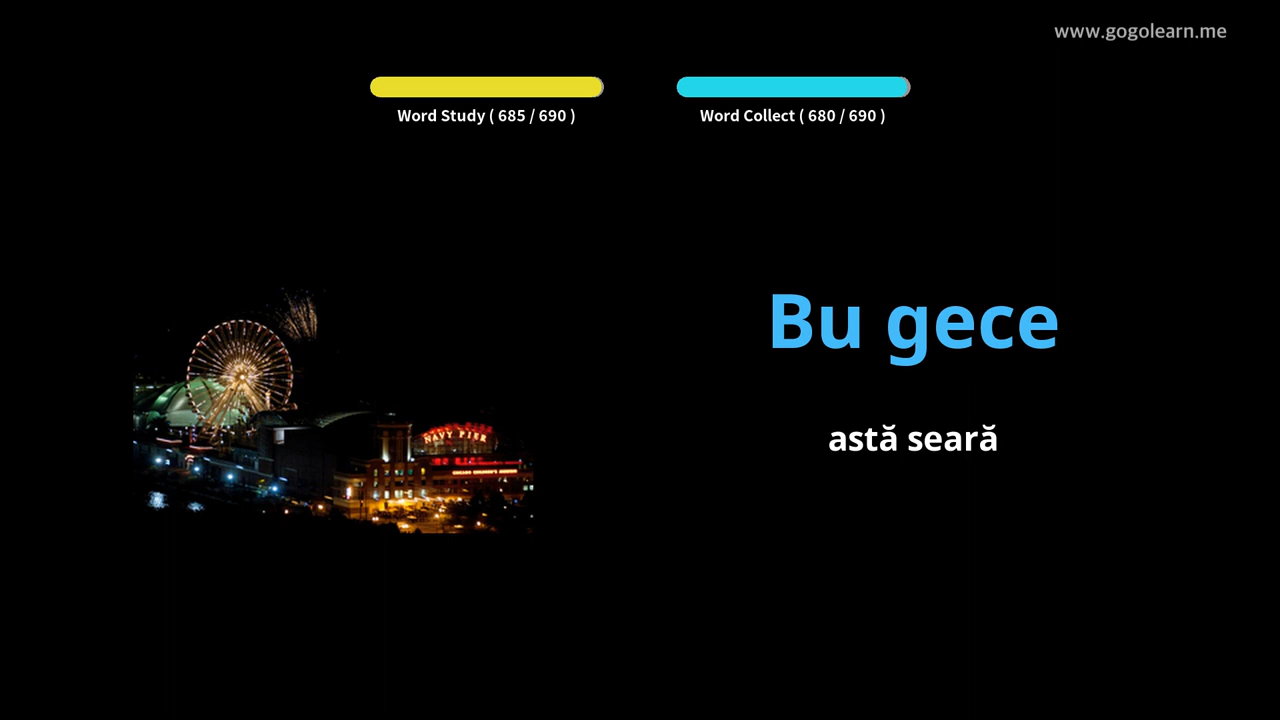 www.gogolearn.me
Word Study ( 685 / 690 )
Word Collect ( 680 / 690 )
Bu gece
astă seară
NAVY PIER